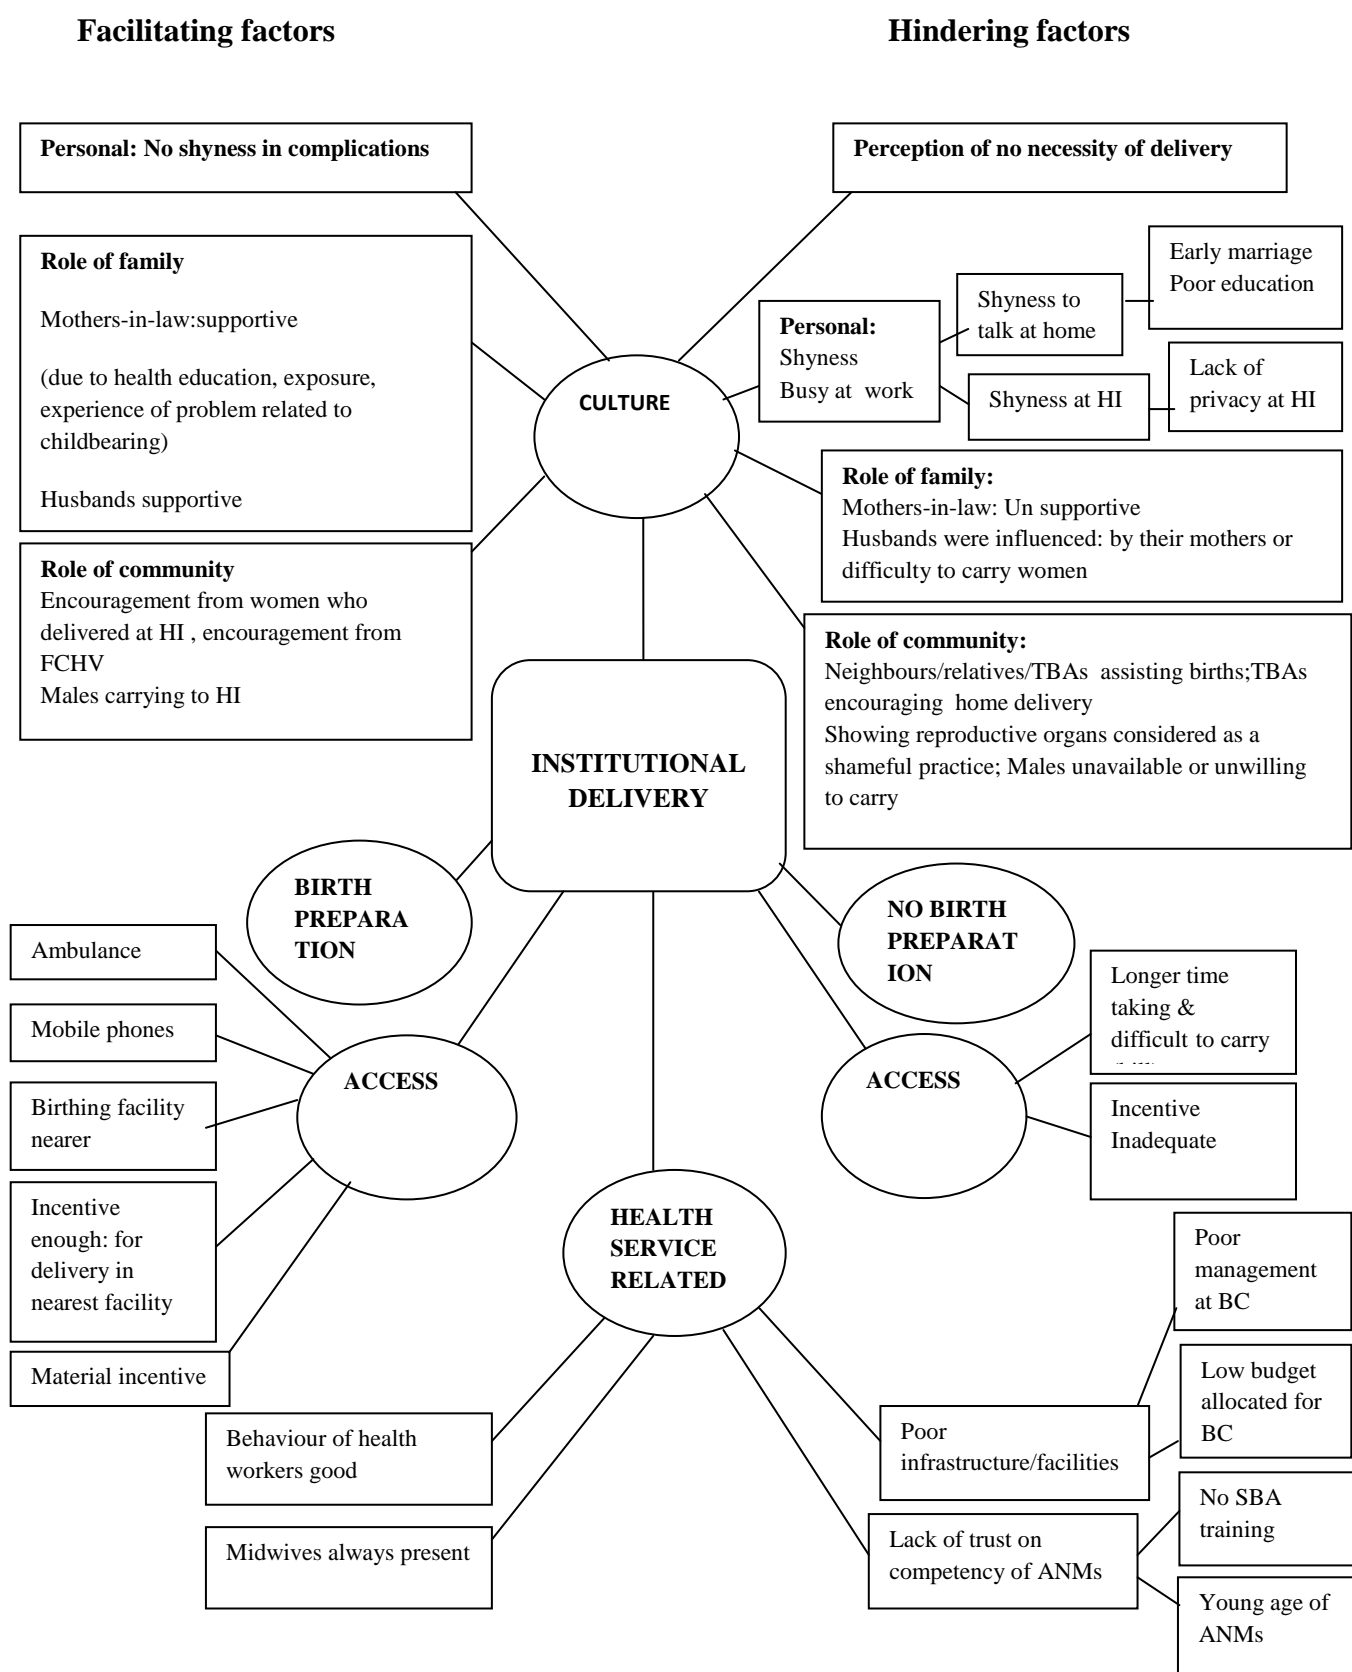 Facilitating factors
Hindering factors
Personal: No shyness in complications
Perception of no necessity of delivery
Role of family
Mothers-in-law:supportive
(due to health education, exposure,
experience of problem related to
childbearing)
Husbands supportive
Role of community
Encouragement from women who
delivered at HI , encouragement from
FCHV
Males carrying to HI
CULTURE
Personal:
Shyness
Busy at work
Shyness to
talk at home
Early marriage
Poor education
Shyness at HI
Lack of
privacy at HI
Role of family:
Mothers-in-law: Un supportive
Husbands were influenced: by their mothers or
difficulty to carry women
Role of community:
Neighbours/relatives/TBAs assisting births;TBAs
encouraging home delivery
Showing reproductive organs considered as a
shameful practice; Males unavailable or unwilling
to carry
INSTITUTIONAL
DELIVERY
BIRTH
PREPARA
TION
NO BIRTH
PREPARAT
ION
Ambulance
Mobile phones
Birthing facility
nearer
Incentive
enough: for
delivery in
nearest facility
Material incentive
ACCESS
ACCESS
Longer time
taking &
difficult to carry
Incentive
Inadequate
HEALTH
SERVICE
RELATED
Behaviour of health
workers good
Midwives always present
Poor
infrastructure/facilities
Poor
management
at BC
Low budget
allocated for
BC
Lack of trust on
competency of ANMs
No SBA
training
Young age of
ANMs